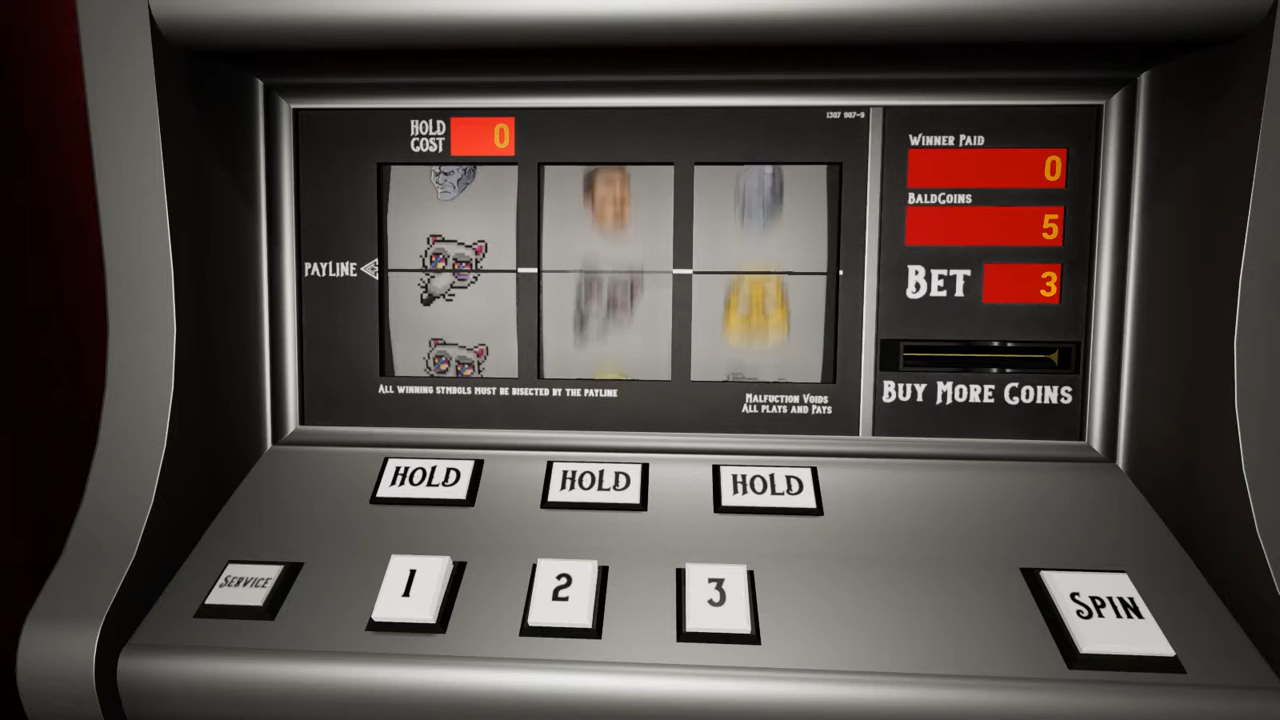 HOLD
COST
0
1307 907-9
PAYLINE
ALL WINNING SYMBOLS MUST BE BISECTED BY THE PAYLINE
MALFUCTION VOIDS
ALL PLAYS AND PAYS
WINNER PAID
0
BALDCOINS
5
BET 3
BUY MORE COINS
HOLD HOLD HOLD
SERVICE 1 2 3 SPIN